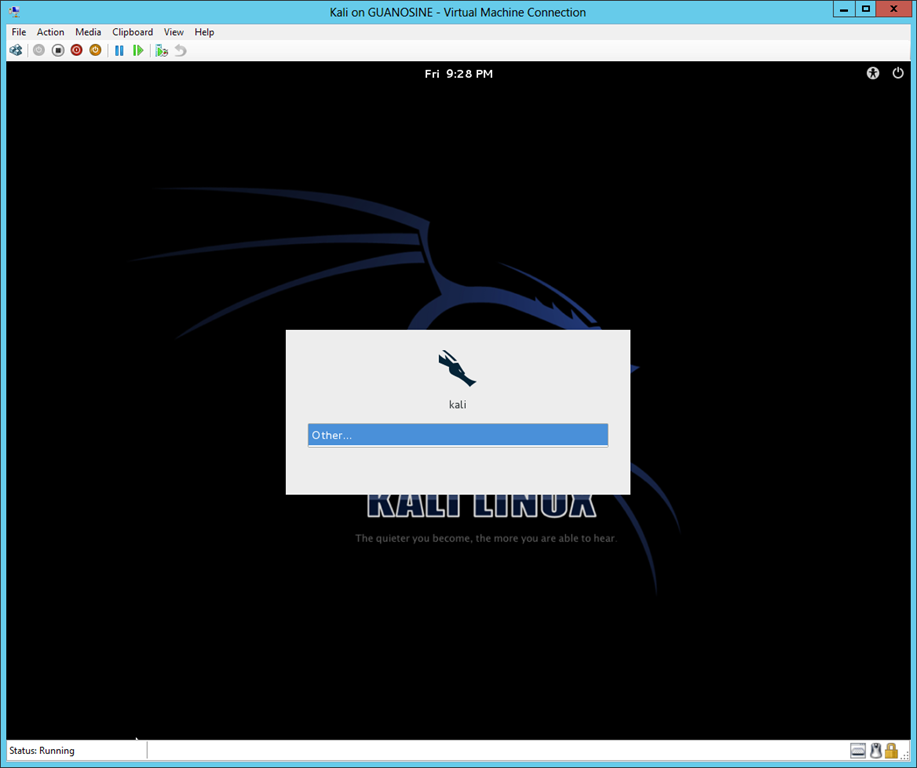 Kali on GUANOSINE - Virtual Machine Connection
File Action Media Clipboard View Help
Fri 9:28 PM
kali
Other...
KALI LINUX
The quieter you become, the more you are able to hear.
Status: Running